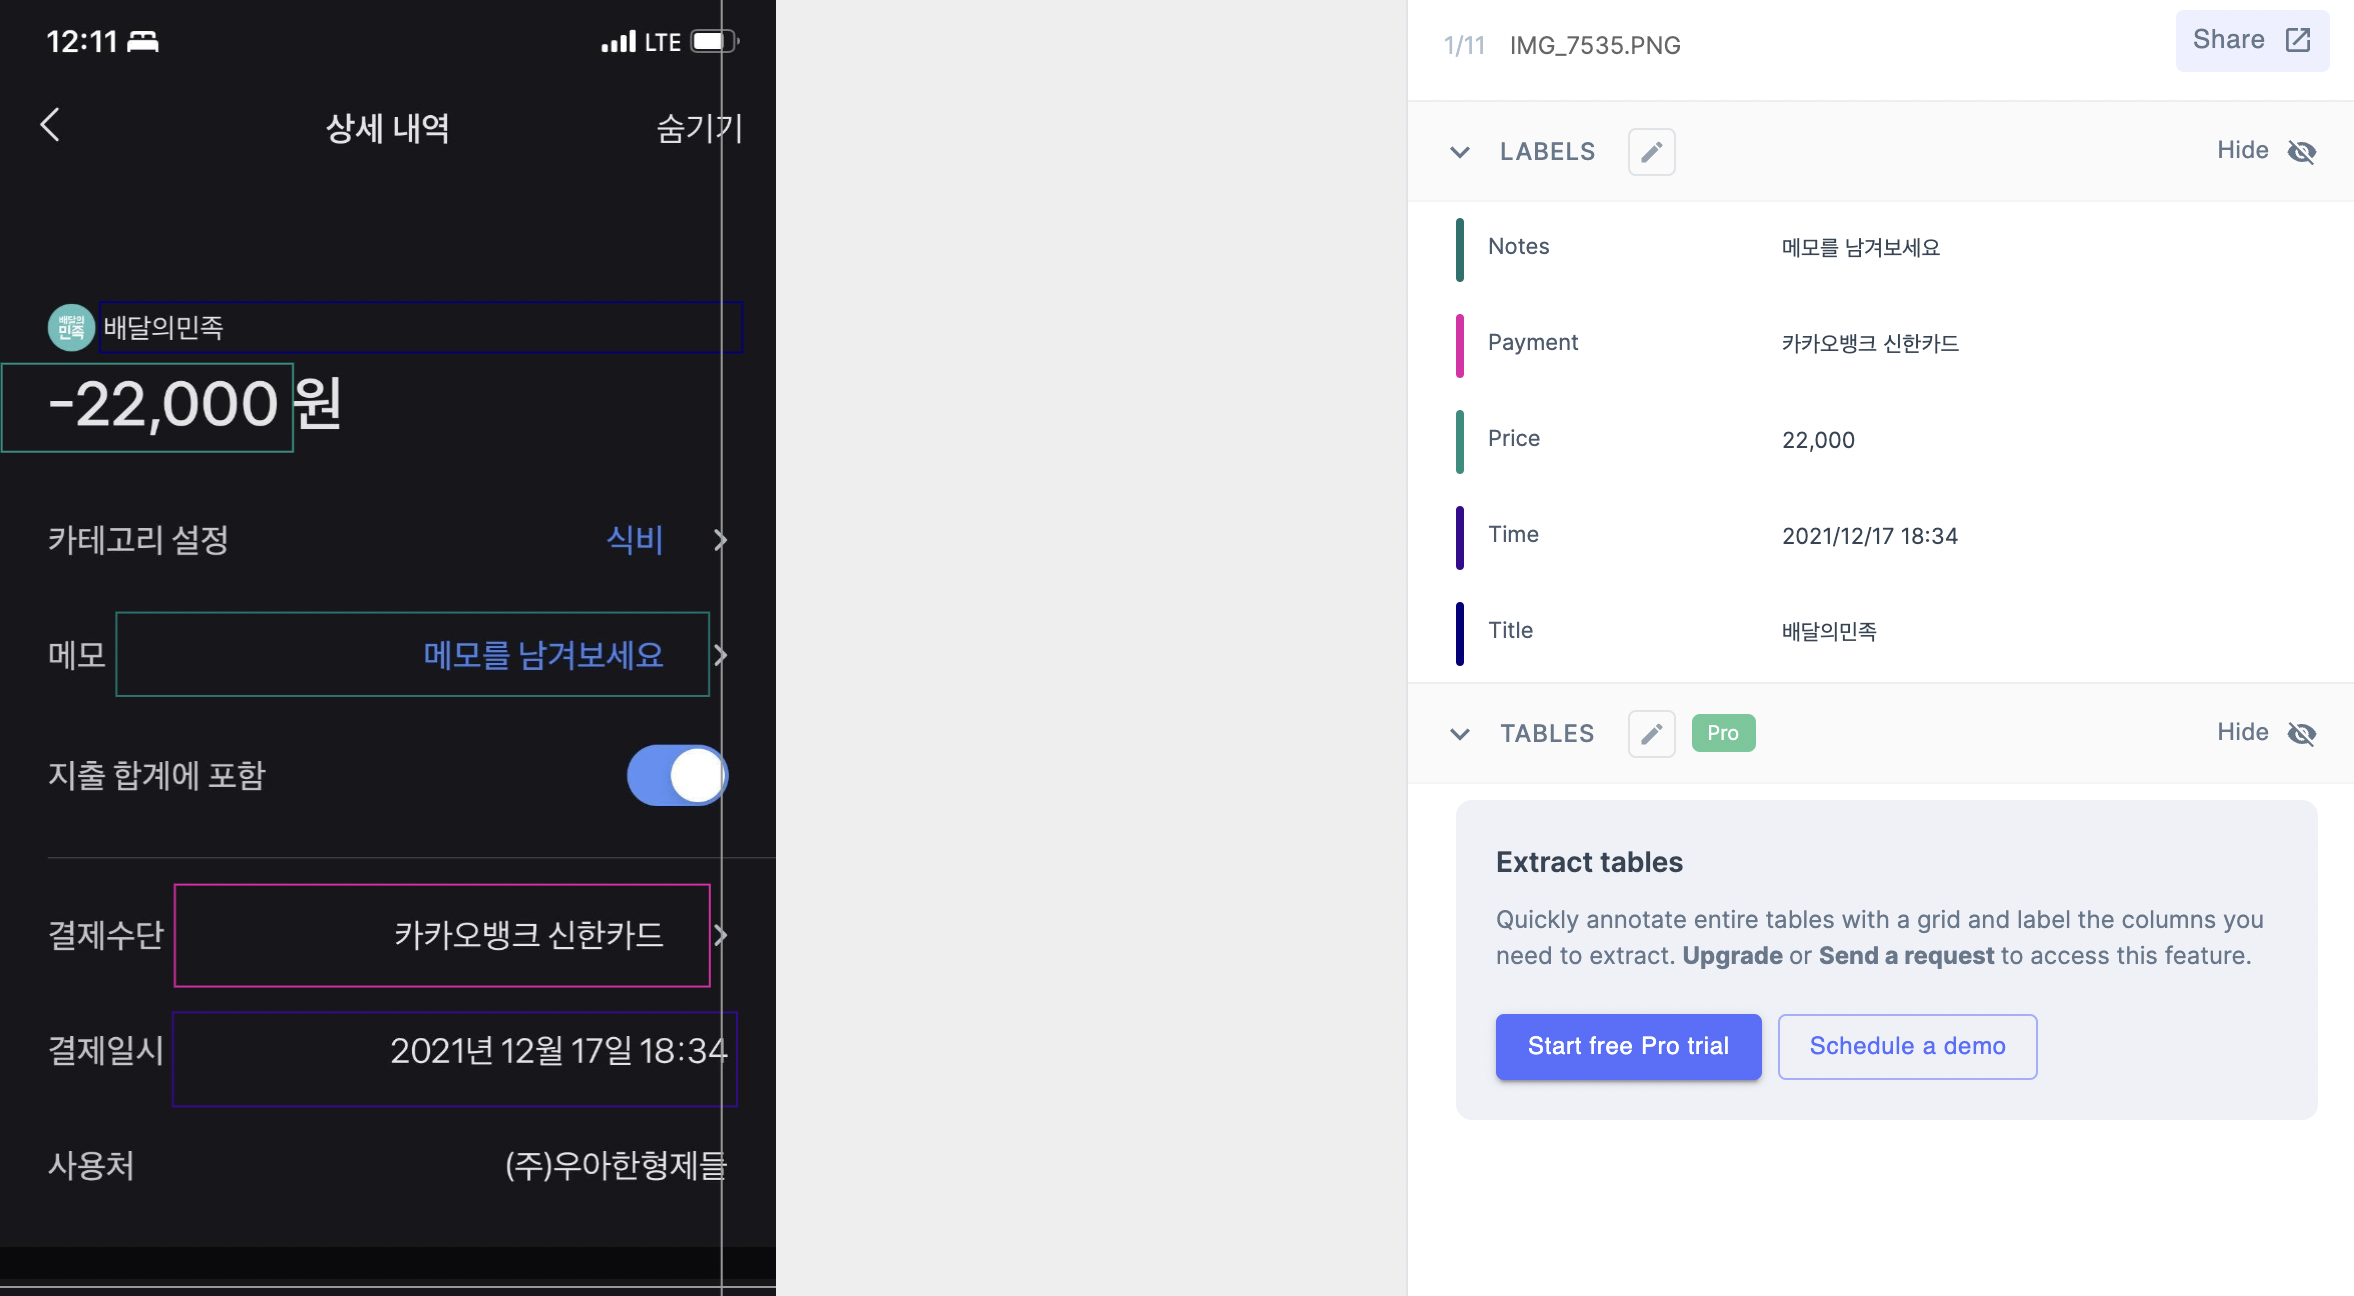 12:11
LTE
상세 내역
숨기기
배달의
민족
배달의민족
-22,000 원
카테고리 설정
식비
메모
메모를 남겨보세요
지출 합계에 포함
결제수단
카카오뱅크 신한카드
결제일시
2021년 12월 17일 18:34
사용처
(주)우아한형제들
1/11 IMG_7535.PNG
Share
LABELS
Hide
Notes
메모를 남겨보세요
Payment
카카오뱅크 신한카드
Price
22,000
Time
2021/12/17 18:34
Title
배달의민족
TABLES
Pro
Hide
Extract tables
Quickly annotate entire tables with a grid and label the columns you
need to extract. Upgrade or Send a request to access this feature.
Start free Pro trial
Schedule a demo